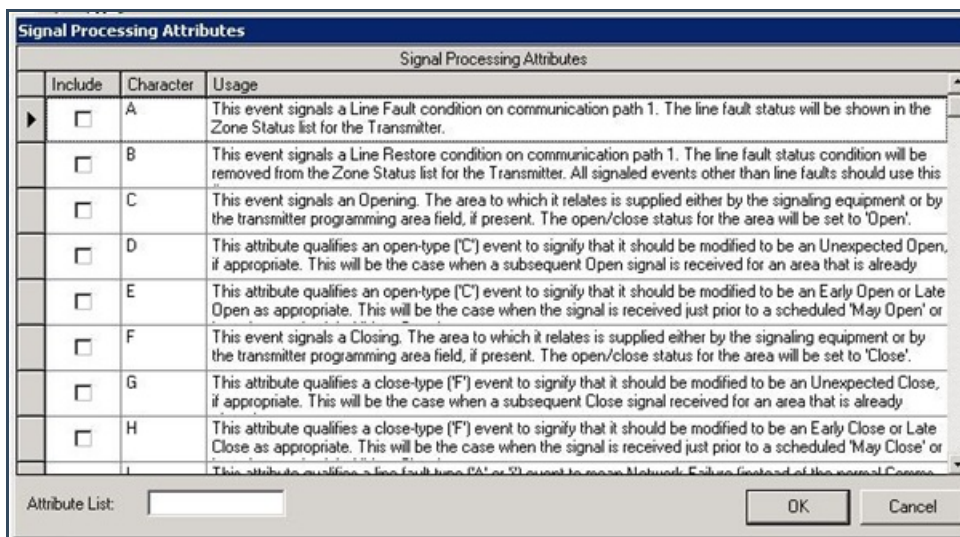 Signal Processing Attributes
Signal Processing Attributes
Include Character Usage
A This event signals a Line Fault condition on communication path 1. The line fault status will be shown in the
Zone Status list for the Transmitter.
B This event signals a Line Restore condition on communication path 1. The line fault status condition will be
removed from the Zone Status list for the Transmitter. All signaled events other than line faults should use this
C This event signals an Opening. The area to which it relates is supplied either by the signaling equipment or by
the transmitter programming area field, if present. The open/close status for the area will be set to 'Open'.
D This attribute qualifies an open-type ('C') event to signify that it should be modified to be an Unexpected Open,
if appropriate. This will be the case when a subsequent Open signal is received for an area that is already
E This attribute qualifies an open-type ('C') event to signify that it should be modified to be an Early Open or Late
Open as appropriate. This will be the case when the signal is received just prior to a scheduled 'May Open' or
F This event signals a Closing. The area to which it relates is supplied either by the signaling equipment or by
the transmitter programming area field, if present. The open/close status for the area will be set to 'Close'.
G This attribute qualifies a close-type ('F') event to signify that it should be modified to be an Unexpected Close,
if appropriate. This will be the case when a subsequent Close signal received for an area that is already
H This attribute qualifies a close-type ('F') event to signify that it should be modified to be an Early Close or Late
Close as appropriate. This will be the case when the signal is received just prior to a scheduled 'May Close' or
This attribute qualifies a line fault type event to mean Network Failure (instead of the normal Comms
Attribute List:
OK Cancel